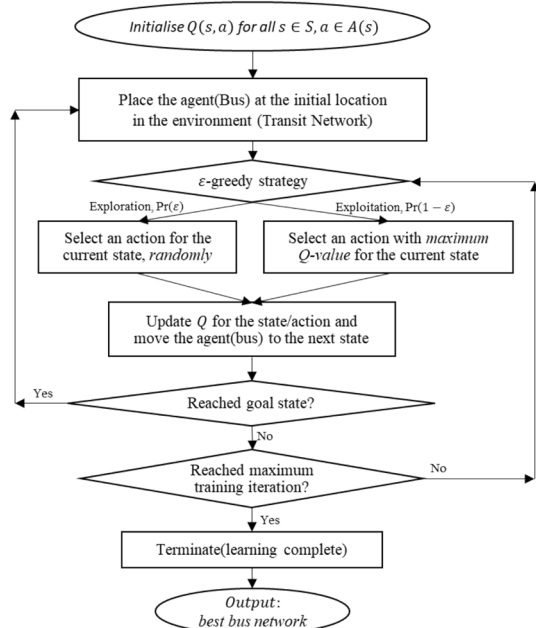 Initialise Q(s, a) for all s ∈ S, a ∈ A(s)
Place the agent(Bus) at the initial location
in the environment (Transit Network)
ε-greedy strategy
Exploration, Pr(ε)
Exploitation, Pr(1 − ε)
Select an action for the
current state, randomly
Select an action with maximum
Q-value for the current state
Update Q for the state/action and
move the agent(bus) to the next state
Reached goal state?
Yes
No
Reached maximum
training iteration?
No
Yes
Terminate(learning complete)
Output:
best bus network